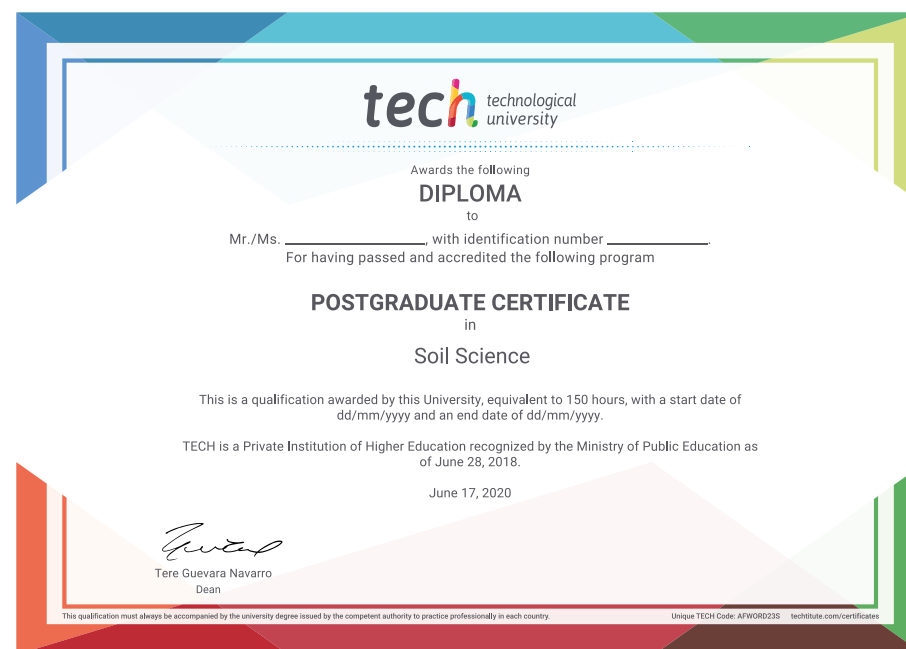 tech technological
university
Awards the following
DIPLOMA
to
Mr./Ms. ____________________, with identification number ______________.
For having passed and accredited the following program
POSTGRADUATE CERTIFICATE
in
Soil Science
This is a qualification awarded by this University, equivalent to 150 hours, with a start date of
dd/mm/yyyy and an end date of dd/mm/yyyy.
TECH is a Private Institution of Higher Education recognized by the Ministry of Public Education as
of June 28, 2018.
June 17, 2020
Tere Guevara Navarro
Dean
This qualification must always be accompanied by the university degree issued by the competent authority to practice professionally in each country.
Unique TECH Code: AFWORD23S techtitute.com/certificates